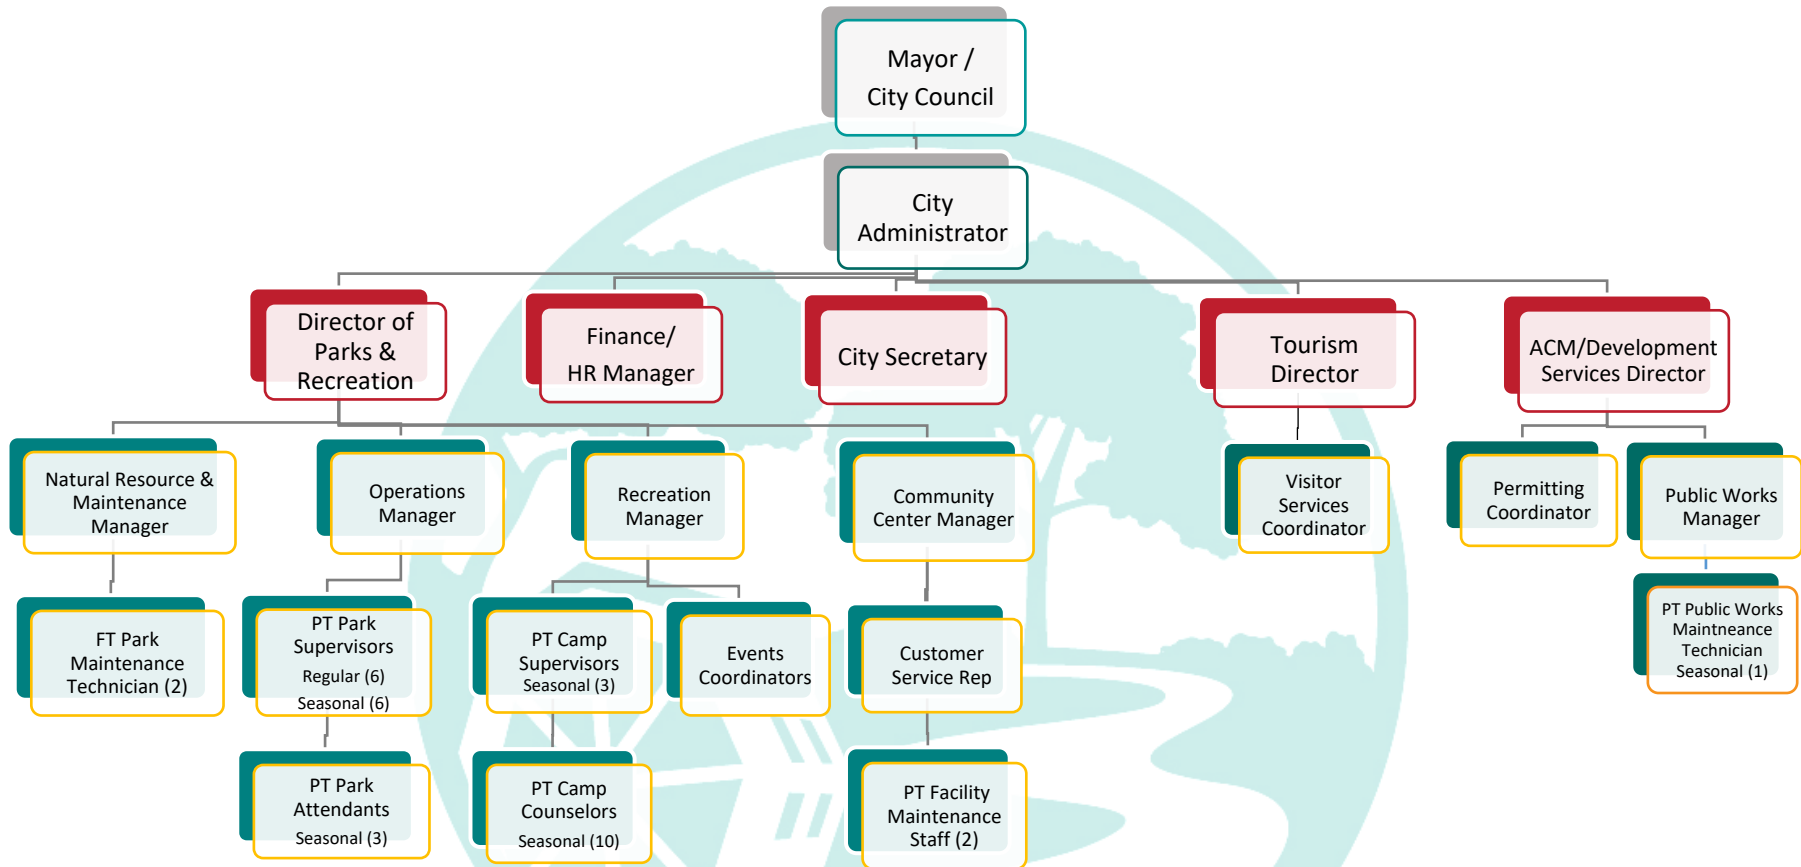 Mayor /
City Council
City
Administrator
Director of
Parks &
Recreation
Finance/
HR Manager
City Secretary
Tourism
Director
ACM/Development
Services Director
Natural Resource &
Maintenance
Manager
Operations
Manager
Recreation
Manager
Community
Center Manager
Visitor
Services
Coordinator
Permitting
Coordinator
Public Works
Manager
FT Park
Maintenance
Technician (2)
PT Park
Supervisors
Regular (6)
Seasonal (6)
PT Camp
Supervisors
Seasonal (3)
Events
Coordinators
Customer
Service Rep
PT Public Works
Maintneance
Technician
Seasonal (1)
PT Park
Attendants
Seasonal (3)
PT Camp
Counselors
Seasonal (10)
PT Facility
Maintenance
Staff (2)